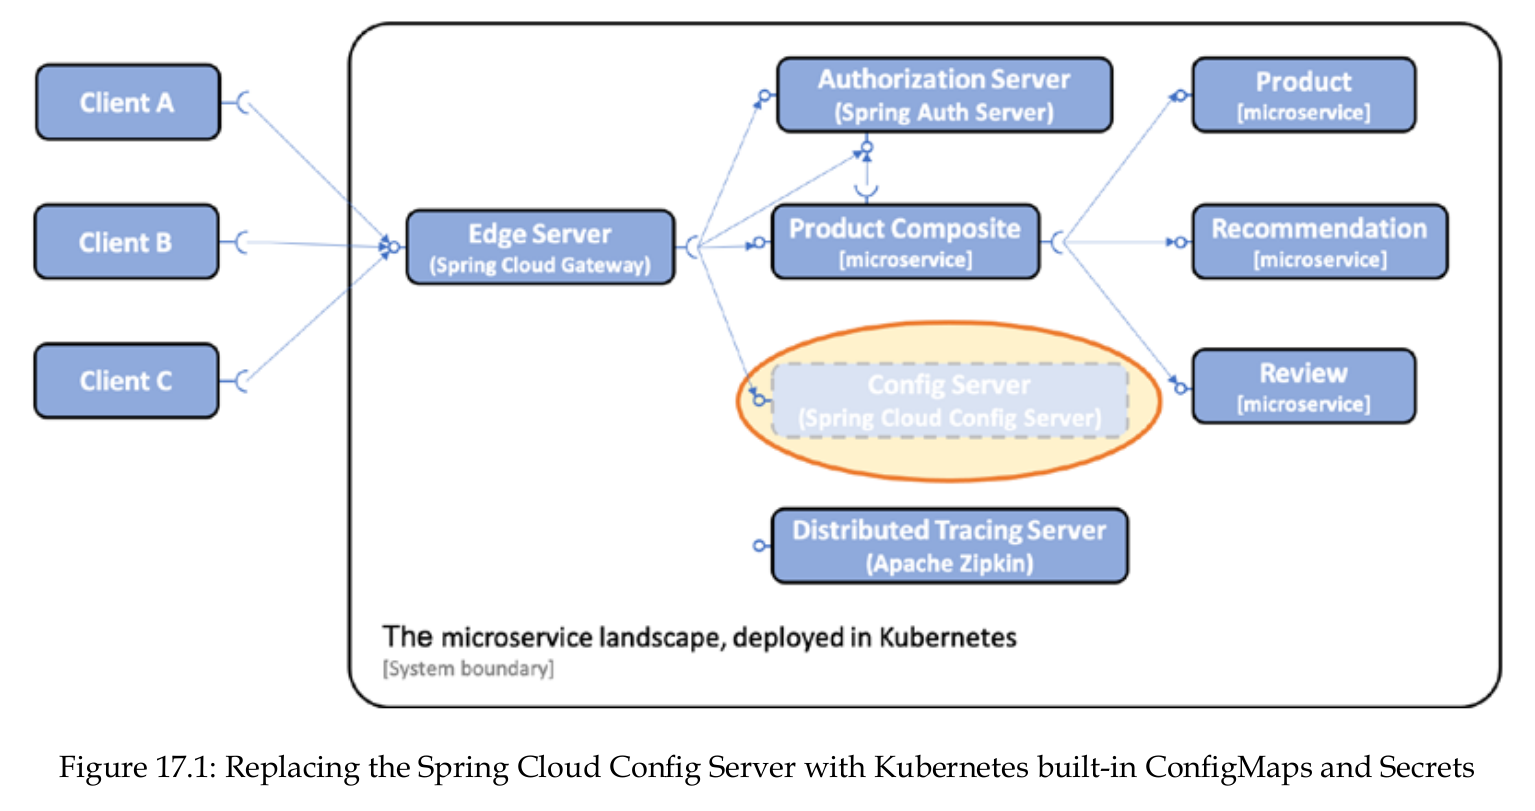 Client A
Client B
Client C
Edge Server
(Spring Cloud Gateway)
Authorization Server
(Spring Auth Server)
Product Composite
[microservice]
Config Server
(Spring Cloud Config Server)
Distributed Tracing Server
(Apache Zipkin)
Product
[microservice]
Recommendation
[microservice]
Review
[microservice]
The microservice landscape, deployed in Kubernetes
[System boundary]
Figure 17.1: Replacing the Spring Cloud Config Server with Kubernetes built-in ConfigMaps and Secrets